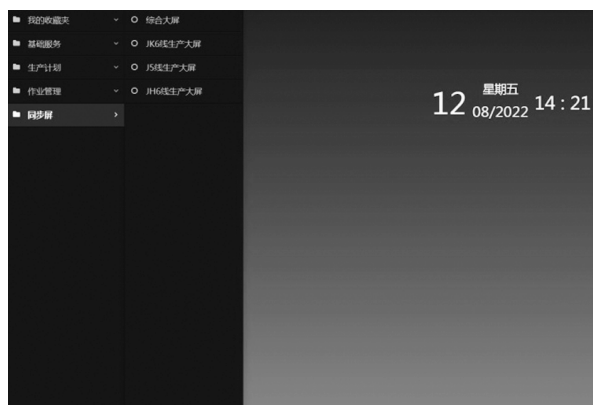 我的收藏夹
基础服务
生产计划
作业管理
同步屏
综合大屏
JK6线生产大屏
J5线生产大屏
JH6线生产大屏
星期五
12 08/2022 14 : 21